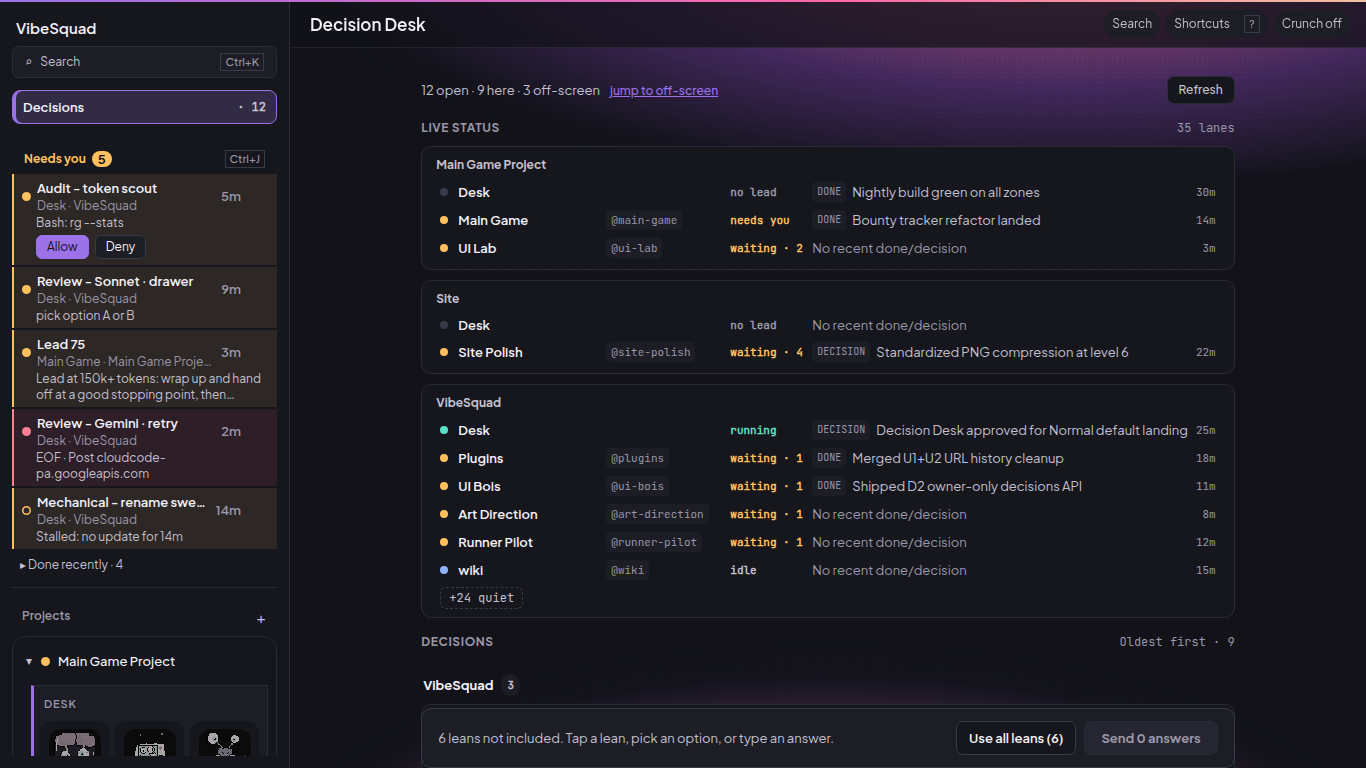 VibeSquad
Search Ctrl+K
Decisions · 12
Needs you 5 Ctrl+J
Audit – token scout 5m
Desk · VibeSquad
Bash: rg --stats
Allow Deny
Review – Sonnet · drawer 9m
Desk · VibeSquad
pick option A or B
Lead 75 3m
Main Game · Main Game Proje…
Lead at 150k+ tokens: wrap up and hand
off at a good stopping point, then…
Review – Gemini · retry 2m
Desk · VibeSquad
EOF · Post cloudcode-
pa.googleapis.com
Mechanical – rename swe… 14m
Desk · VibeSquad
Stalled: no update for 14m
▸ Done recently · 4
Projects +
▾ Main Game Project
DESK
Decision Desk
Search Shortcuts ? Crunch off
12 open · 9 here · 3 off-screen jump to off-screen Refresh
LIVE STATUS 35 lanes
Main Game Project
Desk no lead DONE Nightly build green on all zones 30m
Main Game @main-game needs you DONE Bounty tracker refactor landed 14m
UI Lab @ui-lab waiting · 2 No recent done/decision 3m
Site
Desk no lead No recent done/decision
Site Polish @site-polish waiting · 4 DECISION Standardized PNG compression at level 6 22m
VibeSquad
Desk running DECISION Decision Desk approved for Normal default landing 25m
Plugins @plugins waiting · 1 DONE Merged U1+U2 URL history cleanup 18m
UI Bois @ui-bois waiting · 1 DONE Shipped D2 owner-only decisions API 11m
Art Direction @art-direction waiting · 1 No recent done/decision 8m
Runner Pilot @runner-pilot waiting · 1 No recent done/decision 12m
wiki @wiki idle No recent done/decision 15m
+24 quiet
DECISIONS Oldest first · 9
VibeSquad 3
6 leans not included. Tap a lean, pick an option, or type an answer. Use all leans (6) Send 0 answers